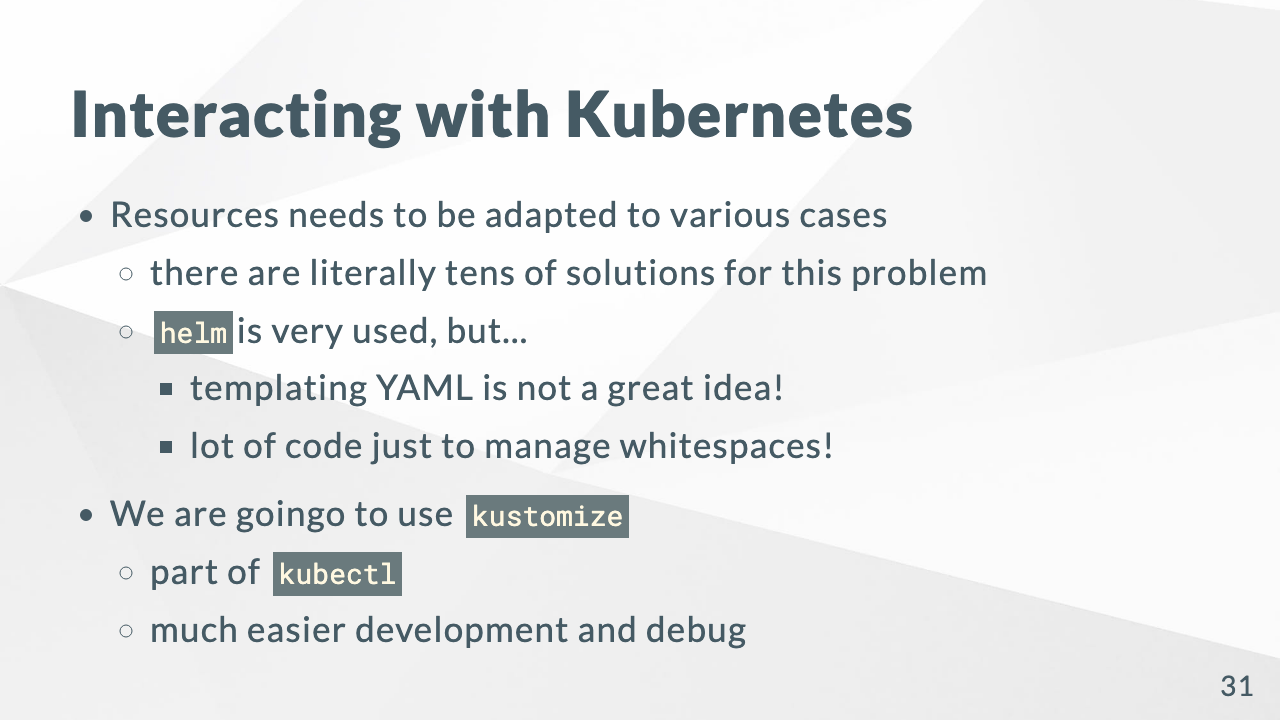 Interacting with Kubernetes
Resources needs to be adapted to various cases
there are literally tens of solutions for this problem
helm is very used, but...
templating YAML is not a great idea!
lot of code just to manage whitespaces!
We are goingo to use kustomize
part of kubectl
much easier development and debug
31